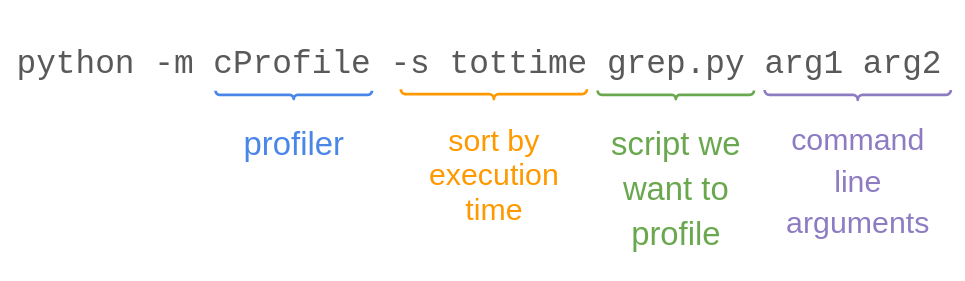 python -m cProfile -s tottime grep.py arg1 arg2
profiler
sort by
execution
time
script we
want to
profile
command
line
arguments